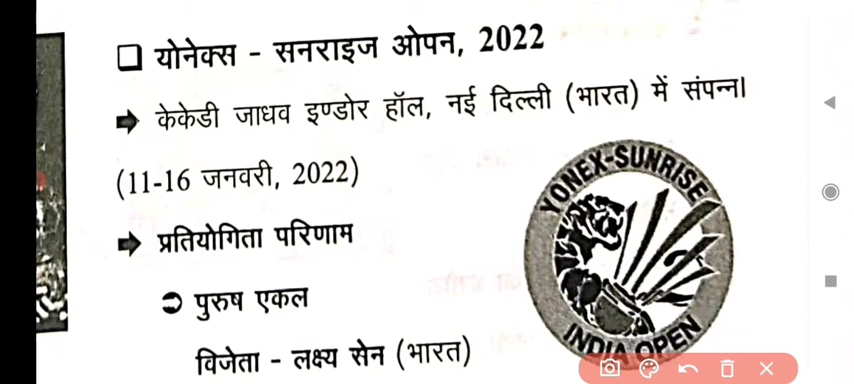 योनेक्स - सनराइज ओपन, 2022
केकेडी जाधव इण्डोर हॉल, नई दिल्ली (भारत) में संपन्न।
(11-16 जनवरी, 2022)
प्रतियोगिता परिणाम
पुरुष एकल
विजेता - लक्ष्य सेन (भारत)
YONEX-SUNRISE
INDIA OPEN